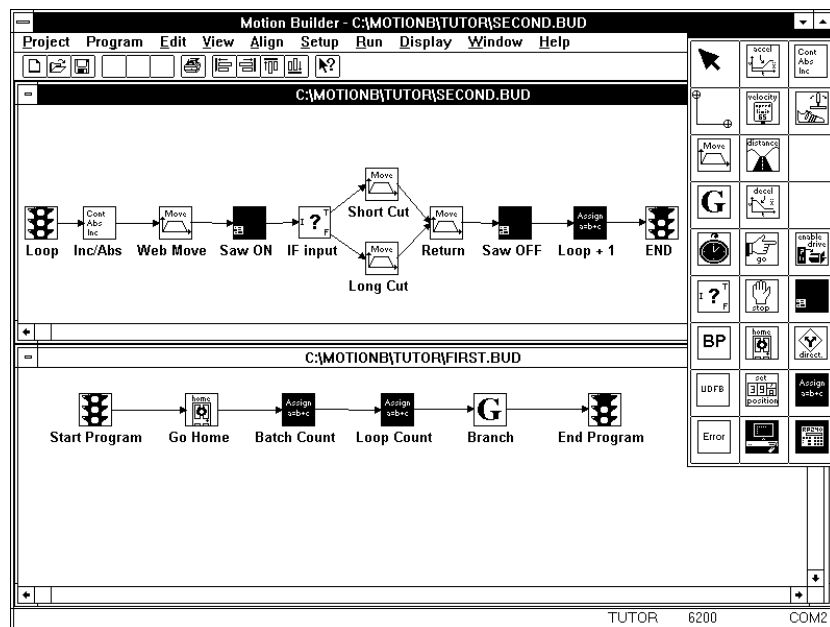 Motion Builder - C:\MOTIONB\TUTOR\SECOND.BUD
Project Program Edit View Align Setup Run Display Window Help
C:\MOTIONB\TUTOR\SECOND.BUD
Move
Short Cut
Cont Abs Inc
Move
I ? T F
Move
Assign a=b+c
Loop Inc/Abs Web Move Saw ON IF input Return Saw OFF Loop + 1 END
Move
Long Cut
C:\MOTIONB\TUTOR\FIRST.BUD
home
Assign a=b+c
Assign a=b+c
G
Start Program Go Home Batch Count Loop Count Branch End Program
accel
Cont Abs Inc
velocity
speed limit 65
Move
distance
G
decel
go
enable drive
I ? T F
stop
BP
home
direct.
UDFB
set position
Assign a=b+c
Error
RP240
TUTOR 6200 COM2